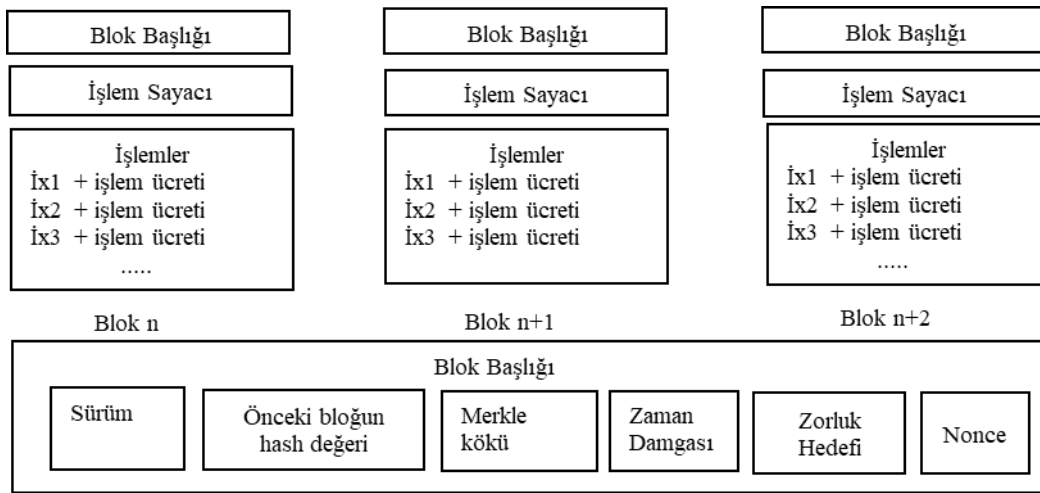 Blok Başlığı
İşlem Sayacı
İşlemler
İx1 + işlem ücreti
İx2 + işlem ücreti
İx3 + işlem ücreti
.....
Blok n
Blok Başlığı
İşlem Sayacı
İşlemler
İx1 + işlem ücreti
İx2 + işlem ücreti
İx3 + işlem ücreti
Blok n+1
Blok Başlığı
İşlem Sayacı
İşlemler
İx1 + işlem ücreti
İx2 + işlem ücreti
İx3 + işlem ücreti
.....
Blok n+2
Blok Başlığı
Sürüm
Önceki bloğun
hash değeri
Merkle
kökü
Zaman
Damgası
Zorluk
Hedefi
Nonce